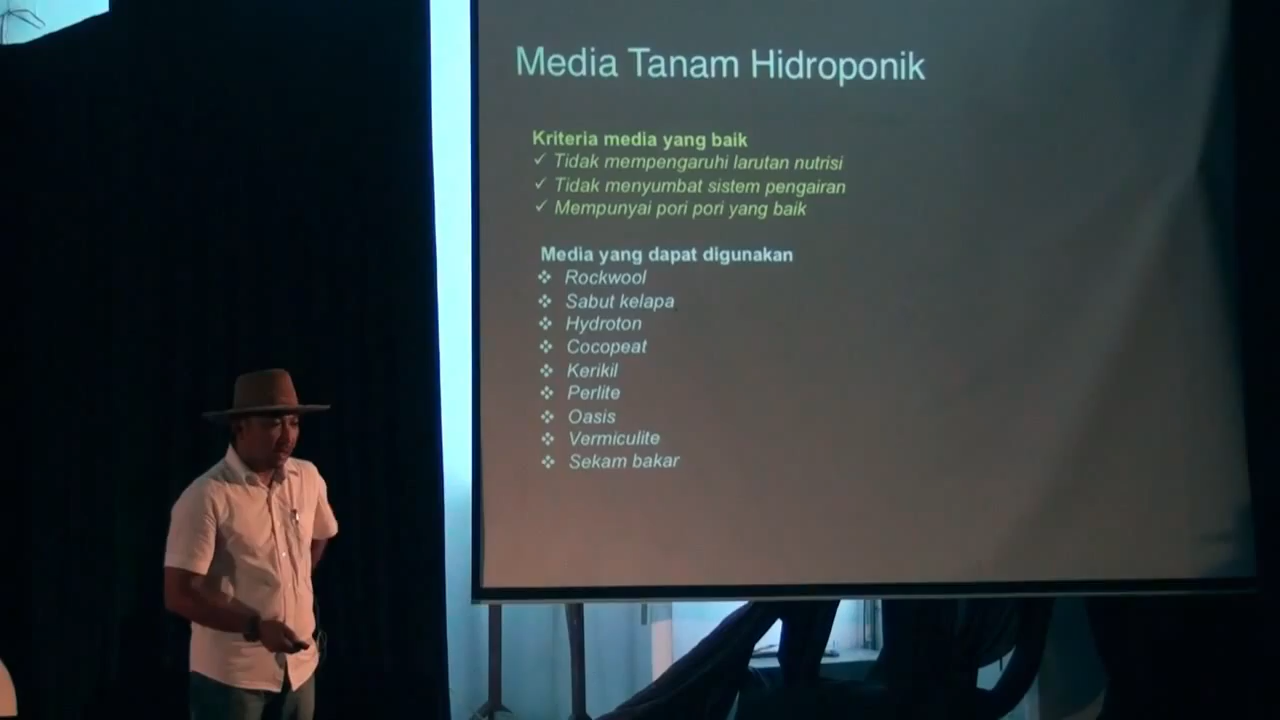 Media Tanam Hidroponik
Kriteria media yang baik
✓ Tidak mempengaruhi larutan nutrisi
✓ Tidak menyumbat sistem pengairan
✓ Mempunyai pori pori yang baik
Media yang dapat digunakan
❖ Rockwool
❖ Sabut kelapa
❖ Hydroton
❖ Cocopeat
❖ Kerikil
❖ Perlite
❖ Oasis
❖ Vermiculite
❖ Sekam bakar